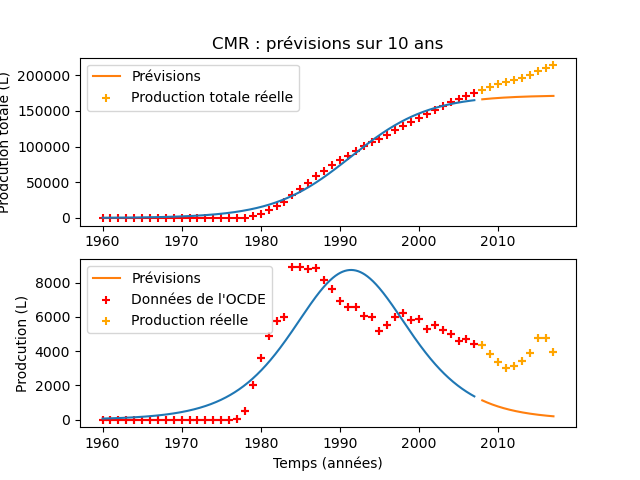 CMR : prévisions sur 10 ans
Prodcution totale (L)
200000
150000
100000
50000
0
Prévisions
Production totale réelle
1960 1970 1980 1990 2000 2010
Prodcution (L)
8000
6000
4000
2000
0
Prévisions
Données de l'OCDE
Production réelle
1960 1970 1980 1990 2000 2010
Temps (années)